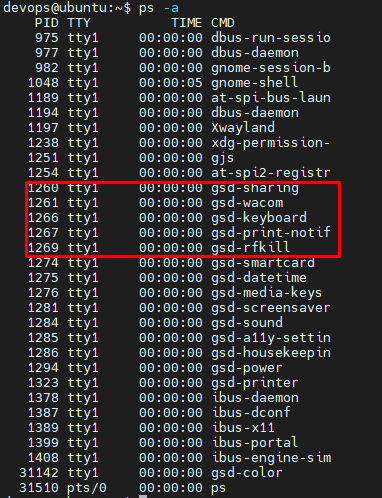 devops@ubuntu:~$ ps -a
PID TTY TIME CMD
975 tty1 00:00:00 dbus-run-sessio
977 tty1 00:00:00 dbus-daemon
982 tty1 00:00:00 gnome-session-b
1048 tty1 00:00:05 gnome-shell
1189 tty1 00:00:00 at-spi-bus-laun
1194 tty1 00:00:00 dbus-daemon
1197 tty1 00:00:00 Xwayland
1238 tty1 00:00:00 xdg-permission-
1251 tty1 00:00:00 gjs
1254 tty1 00:00:00 at-spi2-registr
1260 tty1 00:00:00 gsd-sharing
1261 tty1 00:00:00 gsd-wacom
1266 tty1 00:00:00 gsd-keyboard
1267 tty1 00:00:00 gsd-print-notif
1269 tty1 00:00:00 gsd-rfkill
1274 tty1 00:00:00 gsd-smartcard
1275 tty1 00:00:00 gsd-datetime
1276 tty1 00:00:00 gsd-media-keys
1281 tty1 00:00:00 gsd-screensaver
1284 tty1 00:00:00 gsd-sound
1285 tty1 00:00:00 gsd-a11y-settin
1286 tty1 00:00:00 gsd-housekeepin
1294 tty1 00:00:00 gsd-power
1323 tty1 00:00:00 gsd-printer
1378 tty1 00:00:00 ibus-daemon
1387 tty1 00:00:00 ibus-dconf
1389 tty1 00:00:00 ibus-x11
1399 tty1 00:00:00 ibus-portal
1408 tty1 00:00:00 ibus-engine-sim
31142 tty1 00:00:00 gsd-color
31510 pts/0 00:00:00 ps